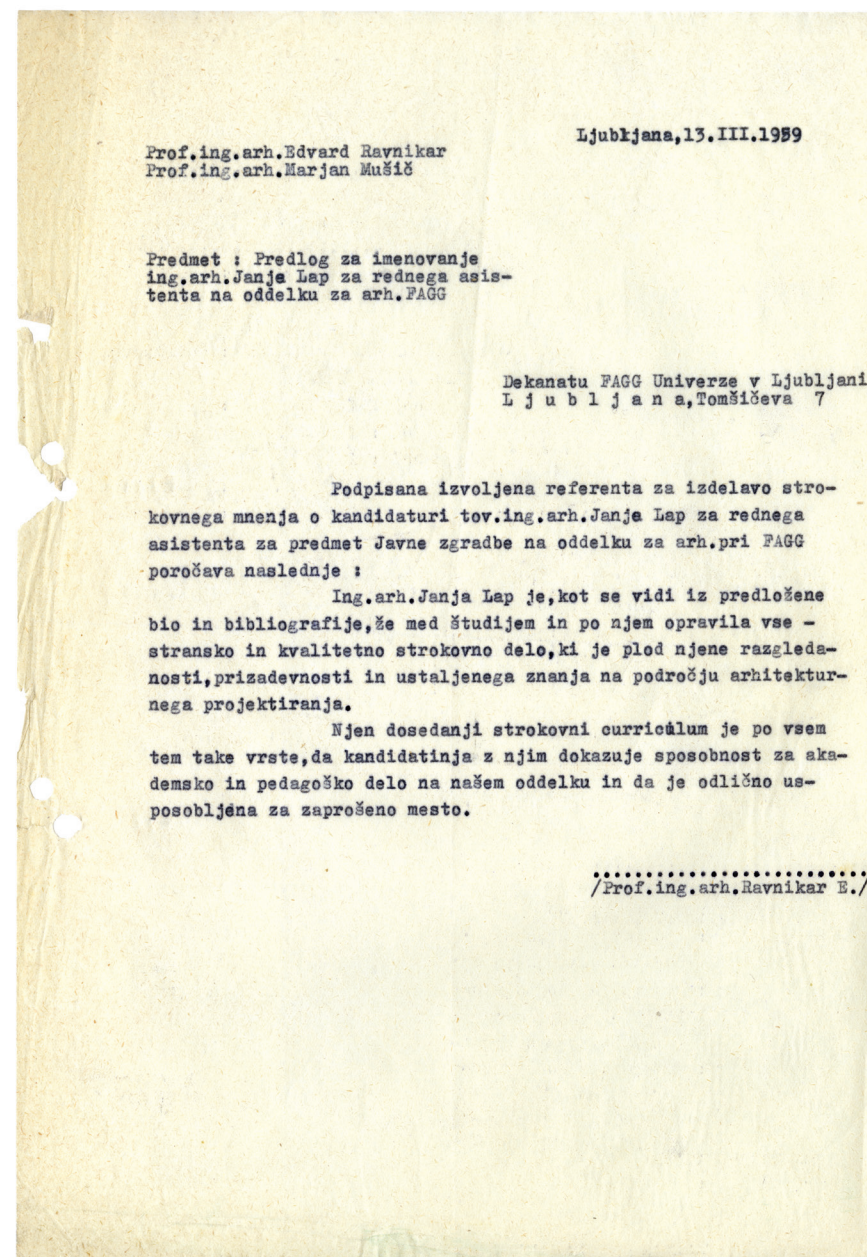 Ljubljana,13.III.1959
Prof.ing.arh.Edvard Ravnikar
Prof.ing.arh.Marjan Mušič
Predmet : Predlog za imenovanje
ing.arh.Janje Lap za rednega asis-
tenta na oddelku za arh.FAGG
Dekanatu FAGG Univerze v Ljubljani
L j u b l j a n a,Tomšičeva 7
Podpisana izvoljena referenta za izdelavo stro-
kovnega mnenja o kandidaturi tov.ing.arh.Janje Lap za rednega
asistenta za predmet Javne zgradbe na oddelku za arh.pri FAGG
poročava naslednje :
Ing.arh.Janja Lap je,kot se vidi iz predložene
bio in bibliografije,že med študijem in po njem opravila vse -
stransko in kvalitetno strokovno delo,ki je plod njene razgleda-
nosti,prizadevnosti in ustaljenega znanja na področju arhitektur-
nega projektiranja.
Njen dosedanji strokovni curriculum je po vsem
tem take vrste,da kandidatinja z njim dokazuje sposobnost za aka-
demsko in pedagoško delo na našem oddelku in da je odlično us-
posobljena za zaprošeno mesto.
..........................
/Prof.ing.arh.Ravnikar E./